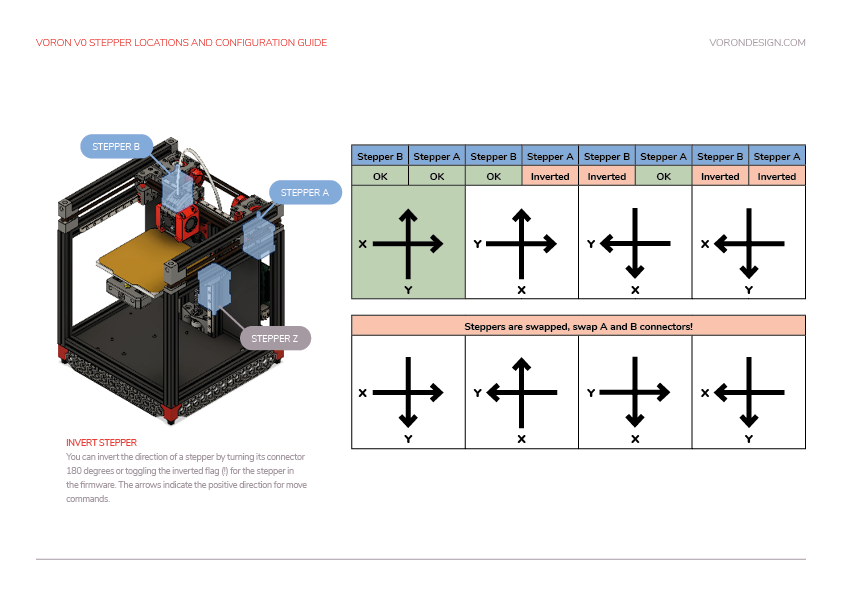 VORON V0 STEPPER LOCATIONS AND CONFIGURATION GUIDE
VORONDESIGN.COM
STEPPER B
STEPPER A
STEPPER Z
INVERT STEPPER
You can invert the direction of a stepper by turning its connector
180 degrees or toggling the inverted flag (!) for the stepper in
the firmware. The arrows indicate the positive direction for move
commands.
Stepper B Stepper A Stepper B Stepper A Stepper B Stepper A Stepper B Stepper A
OK OK OK Inverted Inverted OK Inverted Inverted
X Y Y X
Y X X Y
Steppers are swapped, swap A and B connectors!
X Y Y X
Y X X Y